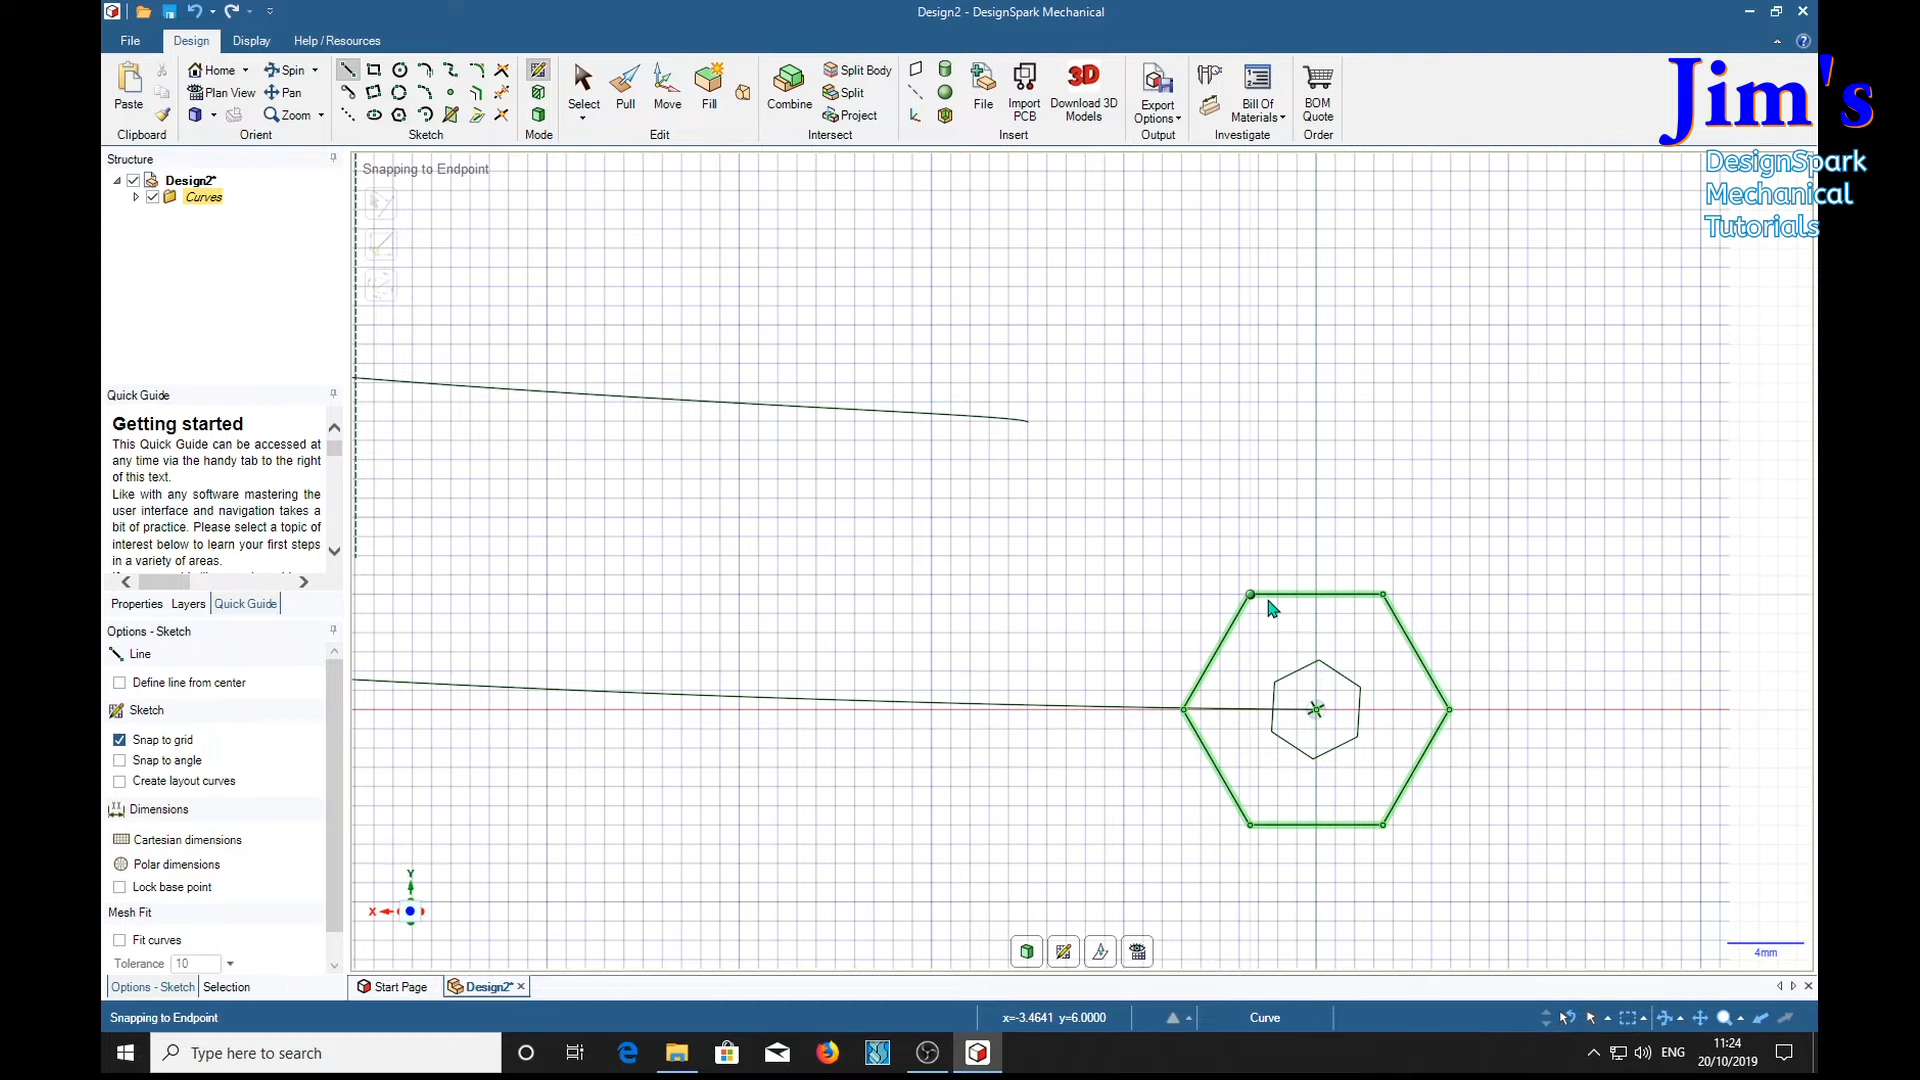 Design2 - DesignSpark Mechanical
File
Design
Display
Help / Resources
Jim's
DesignSpark
Mechanical
Tutorials
Paste
Clipboard
Home
Spin
Plan View
Pan
Zoom
Orient
Sketch
Mode
Select
Pull
Move
Fill
Edit
Combine
Split Body
Split
Project
Intersect
File
Import
PCB
3D
Download 3D
Models
Insert
Export
Options
Output
Bill Of
Materials
Investigate
BOM
Quote
Order
Structure
Design2*
Curves
Snapping to Endpoint
Quick Guide
Getting started
This Quick Guide can be accessed at
any time via the handy tab to the right
of this text.
Like with any software mastering the
user interface and navigation takes a
bit of practice. Please select a topic of
interest below to learn your first steps
in a variety of areas.
Properties
Layers
Quick Guide
Options - Sketch
Line
Define line from center
Sketch
Snap to grid
Snap to angle
Create layout curves
Dimensions
Cartesian dimensions
Polar dimensions
Lock base point
Mesh Fit
Fit curves
Tolerance 10
Y
X
4mm
Options - Sketch
Selection
Start Page
Design2*
Snapping to Endpoint
x=-3.4641 y=6.0000
Curve
Type here to search
ENG
11:24
20/10/2019